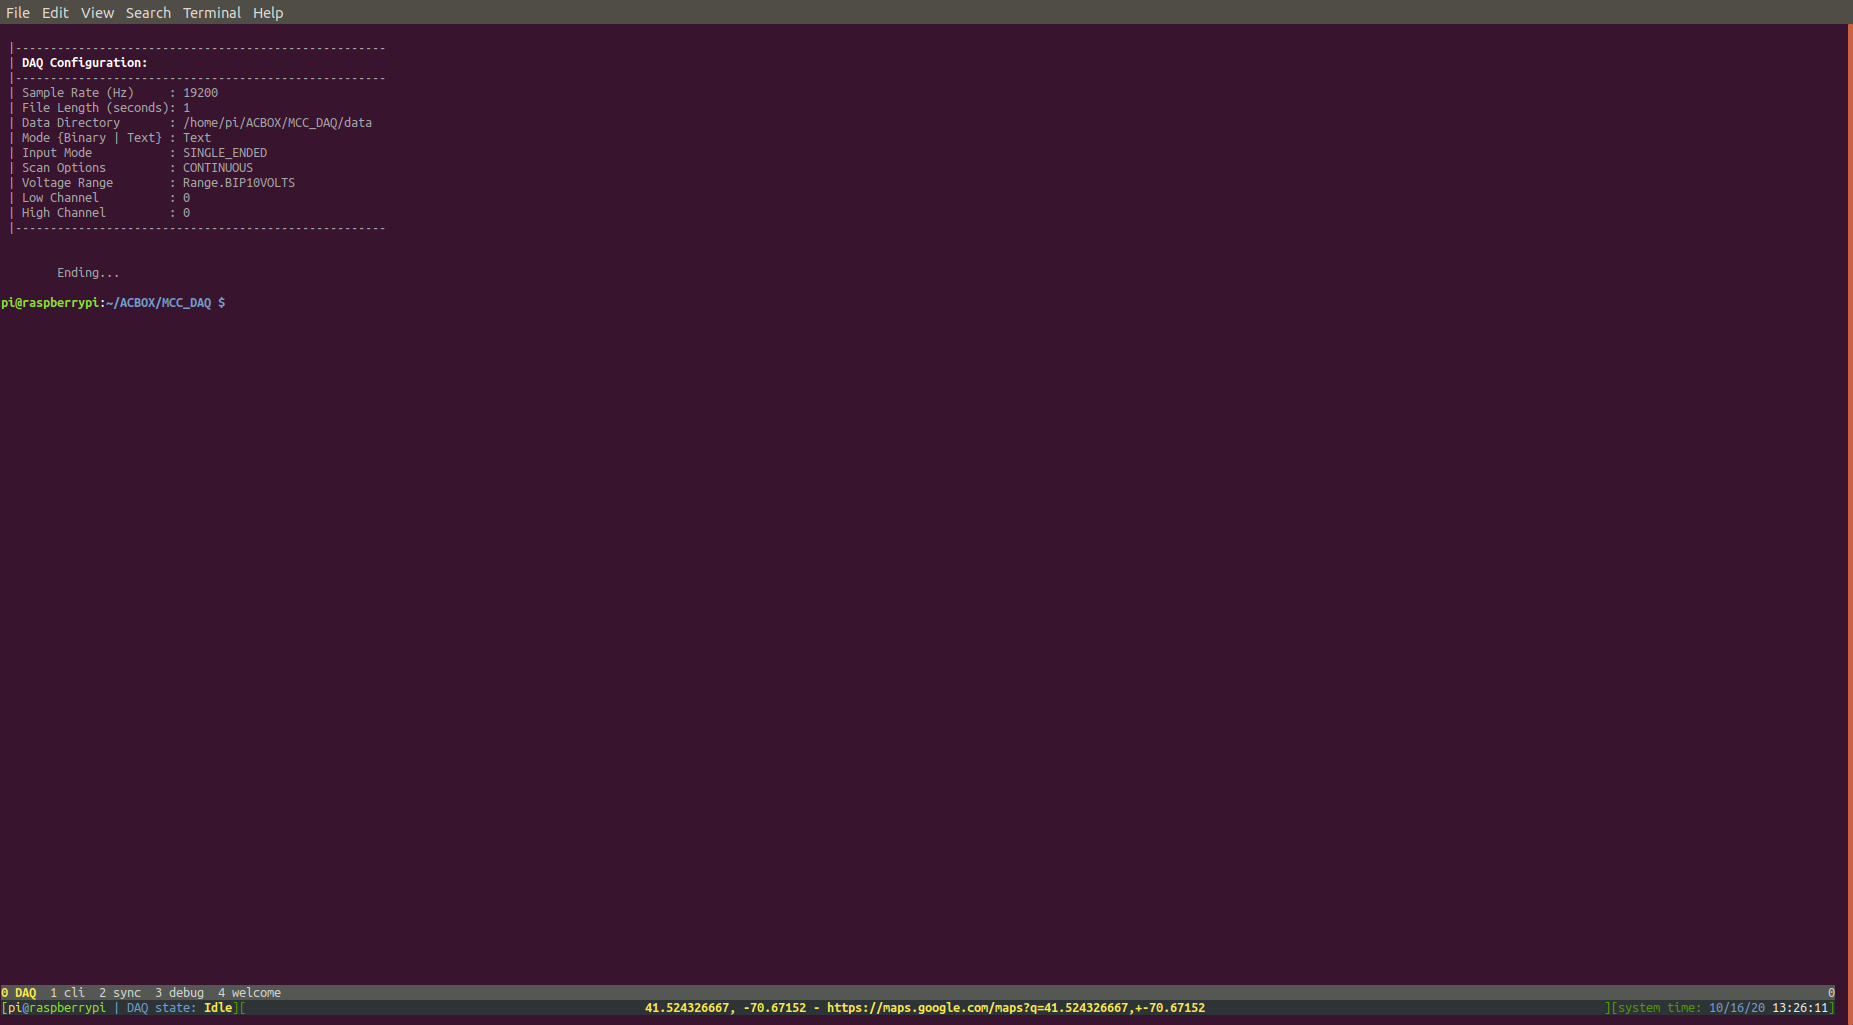 File Edit View Search Terminal Help
|-----------------------------------------------------
| DAQ Configuration:
|-----------------------------------------------------
| Sample Rate (Hz)     : 19200
| File Length (seconds): 1
| Data Directory       : /home/pi/ACBOX/MCC_DAQ/data
| Mode {Binary | Text} : Text
| Input Mode           : SINGLE_ENDED
| Scan Options         : CONTINUOUS
| Voltage Range        : Range.BIP10VOLTS
| Low Channel          : 0
| High Channel         : 0
|-----------------------------------------------------
Ending...
pi@raspberrypi:~/ACBOX/MCC_DAQ $
0 DAQ  1 cli  2 sync  3 debug  4 welcome 0
[pi@raspberrypi | DAQ state: Idle][ 41.524326667, -70.67152 - https://maps.google.com/maps?q=41.524326667,+-70.67152 ][system time: 10/16/20 13:26:11]